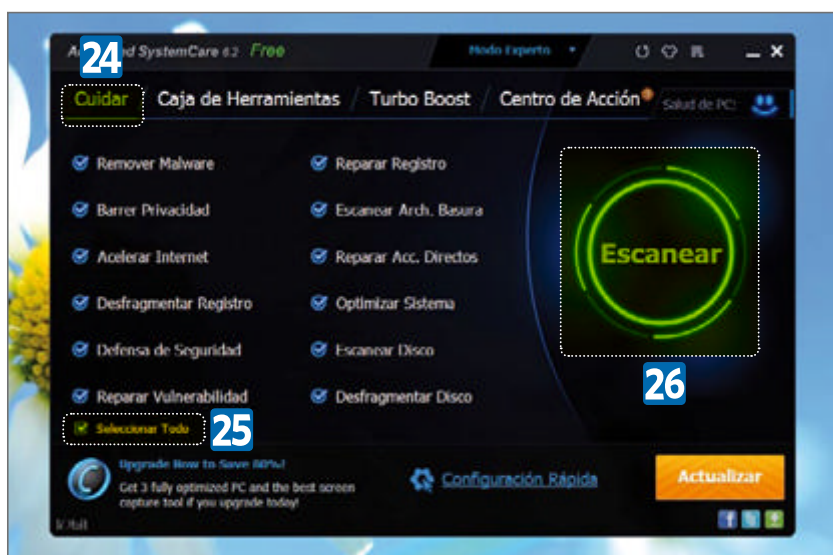 24
SystemCare 6.2 Free
Modo Experto
Cuidar
Caja de Herramientas
Turbo Boost
Centro de Acción
Salud de PC:
Remover Malware
Reparar Registro
Barrer Privacidad
Escanear Arch. Basura
Acelerar Internet
Reparar Acc. Directos
Desfragmentar Registro
Optimizar Sistema
Defensa de Seguridad
Escanear Disco
Reparar Vulnerabilidad
Desfragmentar Disco
Seleccionar Todo
25
Escanear
26
Upgrade Now to Save 80%!
Get 3 fully optimized PC and the best screen
capture tool if you upgrade today!
Configuración Rápida
Actualizar